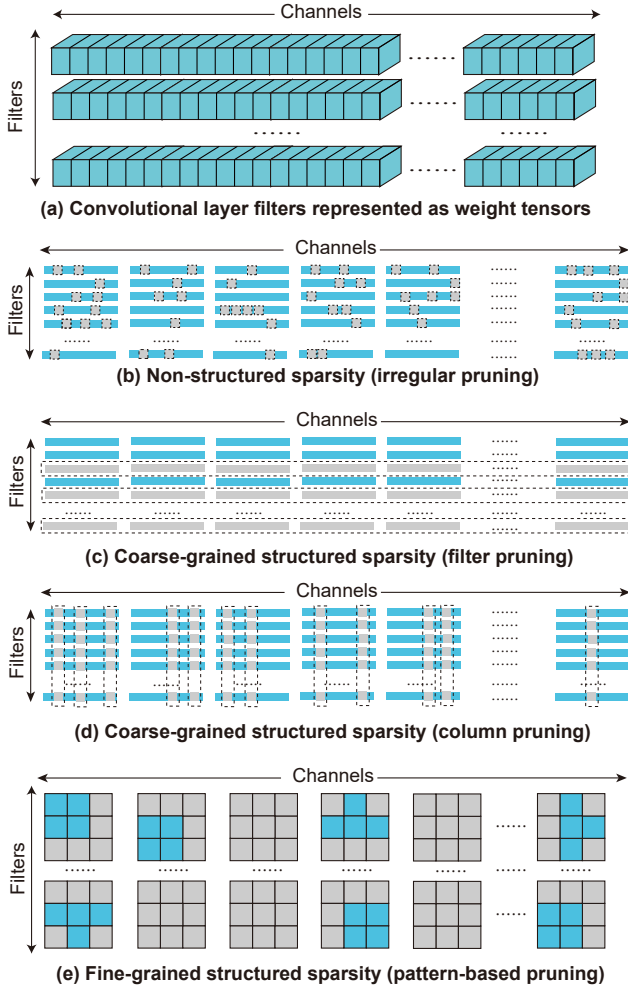 Channels
Filters
(a) Convolutional layer filters represented as weight tensors
Channels
Filters
(b) Non-structured sparsity (irregular pruning)
Channels
Filters
(c) Coarse-grained structured sparsity (filter pruning)
Channels
Filters
(d) Coarse-grained structured sparsity (column pruning)
Channels
Filters
(e) Fine-grained structured sparsity (pattern-based pruning)